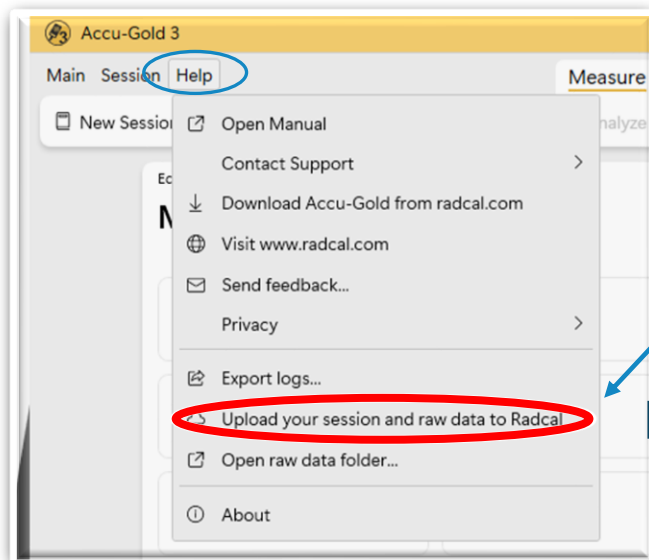 Accu-Gold 3
Main Session Help
Measure
New Session
nalyze
Open Manual
Contact Support
Ed
Download Accu-Gold from radcal.com
M
Visit www.radcal.com
Send feedback...
Privacy
Export logs...
Upload your session and raw data to Radcal
Open raw data folder...
About